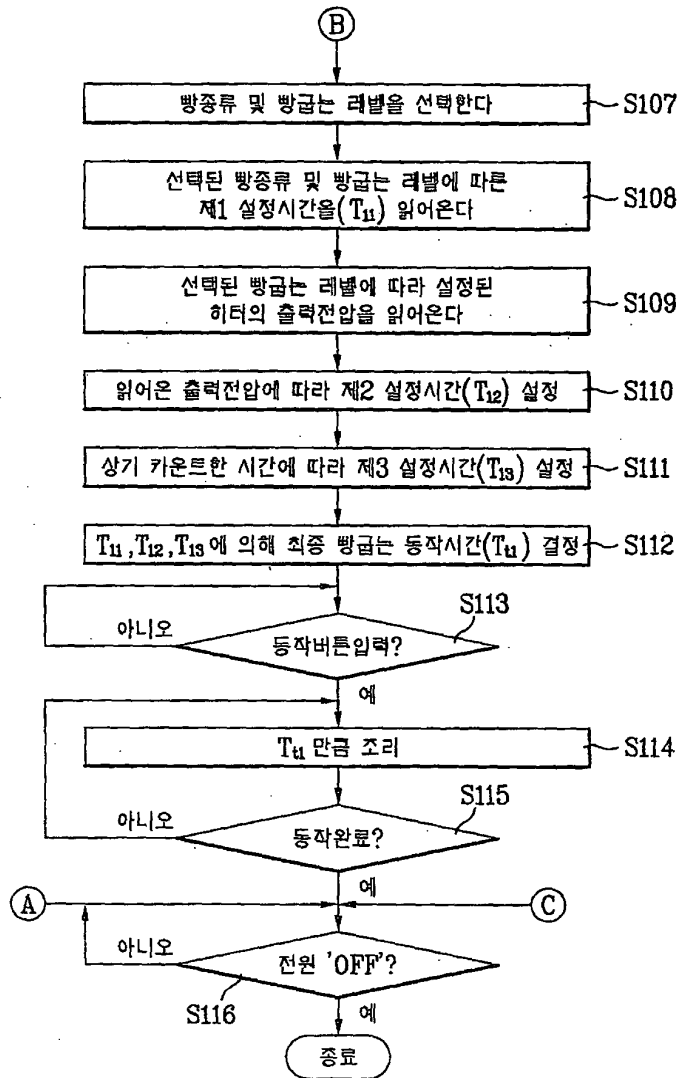 B
빵종류 및 빵굽는 레벨을 선택한다
S107
선택된 빵종류 및 빵굽는 레벨에 따른
제1 설정시간을(T11) 읽어온다
S108
선택된 빵굽는 레벨에 따라 설정된
히터의 출력전압을 읽어온다
S109
읽어온 출력전압에 따라 제2 설정시간(T12) 설정
S110
상기 카운트한 시간에 따라 제3 설정시간(T13) 설정
S111
T11,T12,T13에 의해 최종 빵굽는 동작시간(Tt1) 결정
S112
S113
아니오
동작버튼입력?
예
Tt1 만큼 조리
S114
S115
아니오
동작완료?
예
A
C
아니오
전원 'OFF'?
S116
예
종료